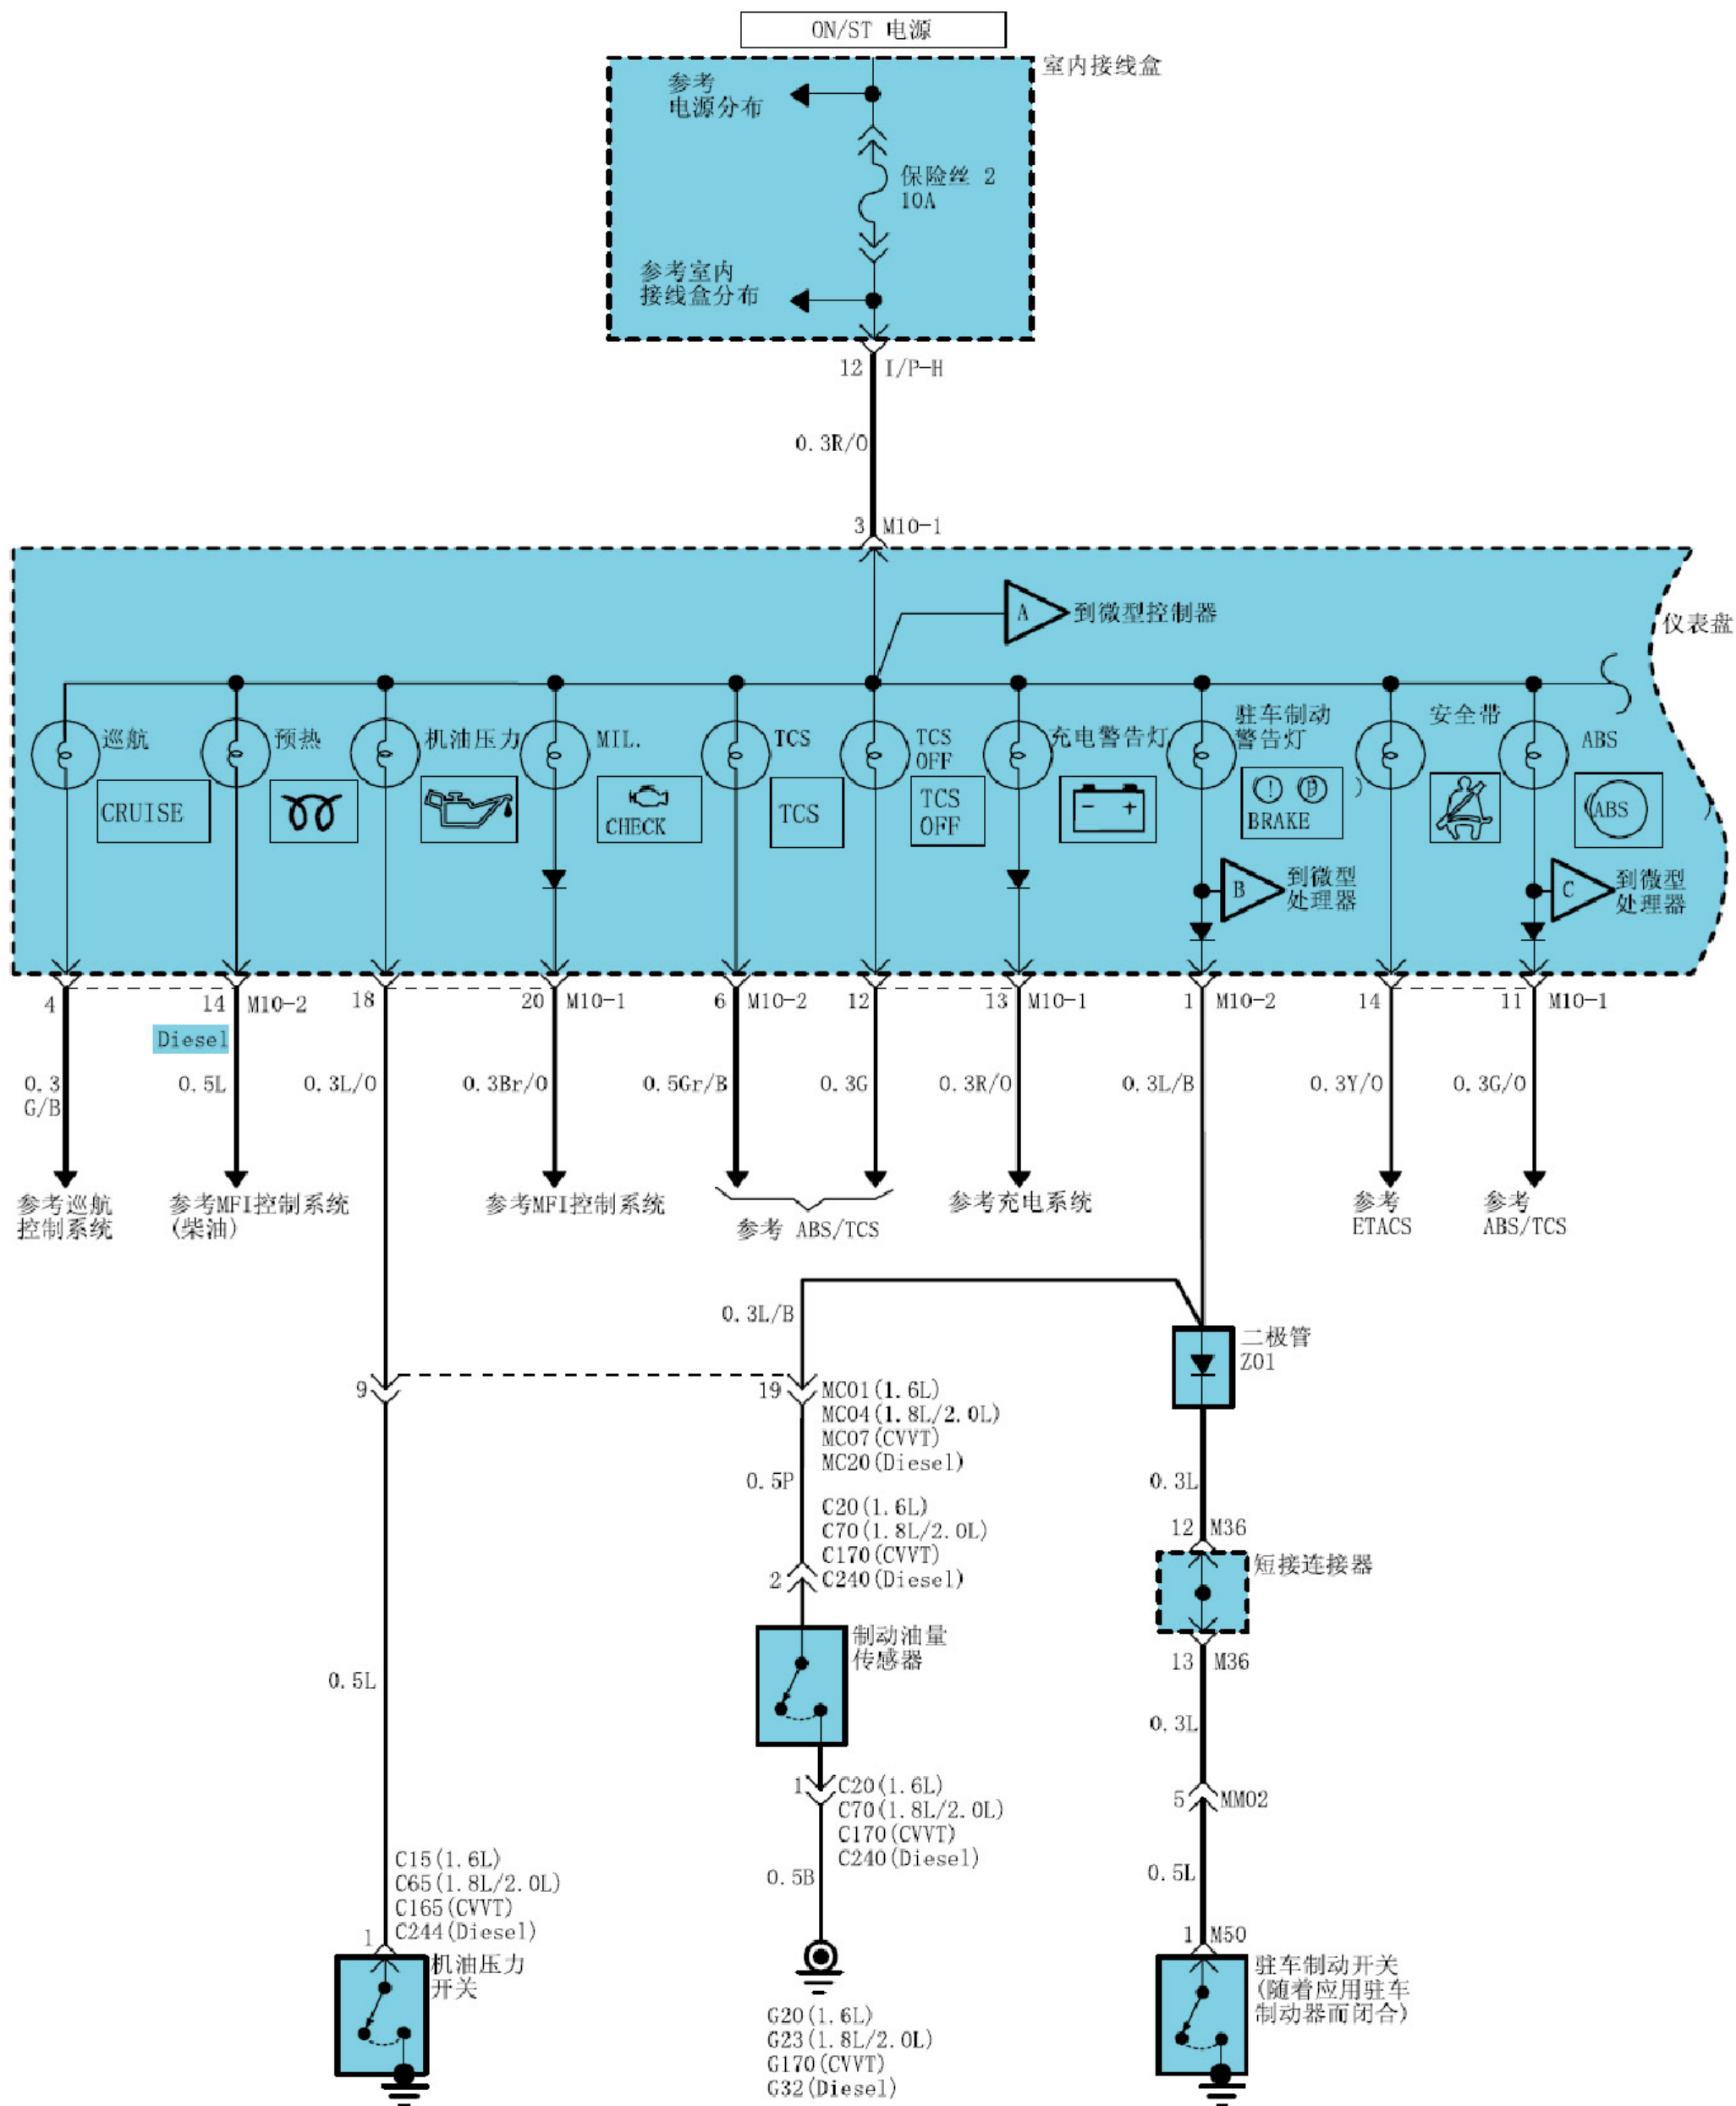 ON/ST 电源
室内接线盒
参考
电源分布
保险丝 2
10A
参考室内
接线盒分布
12 I/P-H
0.3R/O
3 M10-1
A 到微型控制器
仪表盘
巡航
预热
机油压力
MIL.
TCS
TCS
OFF
充电警告灯
驻车制动
警告灯
安全带
ABS
CRUISE
CHECK
TCS
TCS
OFF
- +
BRAKE
ABS
B 到微型
处理器
C 到微型
处理器
4 14 M10-2 18 20 M10-1 6 M10-2 12 13 M10-1 1 M10-2 14 11 M10-1
Diesel
0.3
G/B
0.5L 0.3L/O 0.3Br/O 0.5Gr/B 0.3G 0.3R/O 0.3L/B 0.3Y/O 0.3G/O
参考巡航
控制系统
参考MFI控制系统
(柴油)
参考MFI控制系统
参考 ABS/TCS
参考充电系统
参考
ETACS
参考
ABS/TCS
0.3L/B
二极管
Z01
9
19 MC01(1.6L)
MC04(1.8L/2.0L)
MC07(CVVT)
MC20(Diesel)
0.5P
0.3L
C20(1.6L)
C70(1.8L/2.0L)
C170(CVVT)
2 C240(Diesel)
12 M36
短接连接器
制动油量
传感器
13 M36
0.5L
0.3L
1 C20(1.6L)
C70(1.8L/2.0L)
C170(CVVT)
C240(Diesel)
5 MM02
0.5B
0.5L
C15(1.6L)
C65(1.8L/2.0L)
C165(CVVT)
1 C244(Diesel)
1 M50
机油压力
开关
驻车制动开关
(随着应用驻车
制动器而闭合)
G20(1.6L)
G23(1.8L/2.0L)
G170(CVVT)
G32(Diesel)